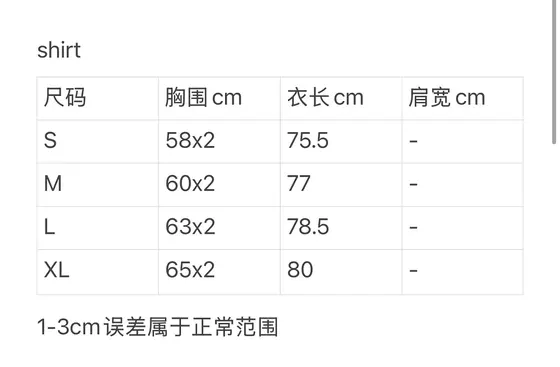 shirt
尺码 胸围cm 衣长cm 肩宽cm
S 58x2 75.5 -
M 60x2 77 -
L 63x2 78.5 -
XL 65x2 80 -
1-3cm误差属于正常范围